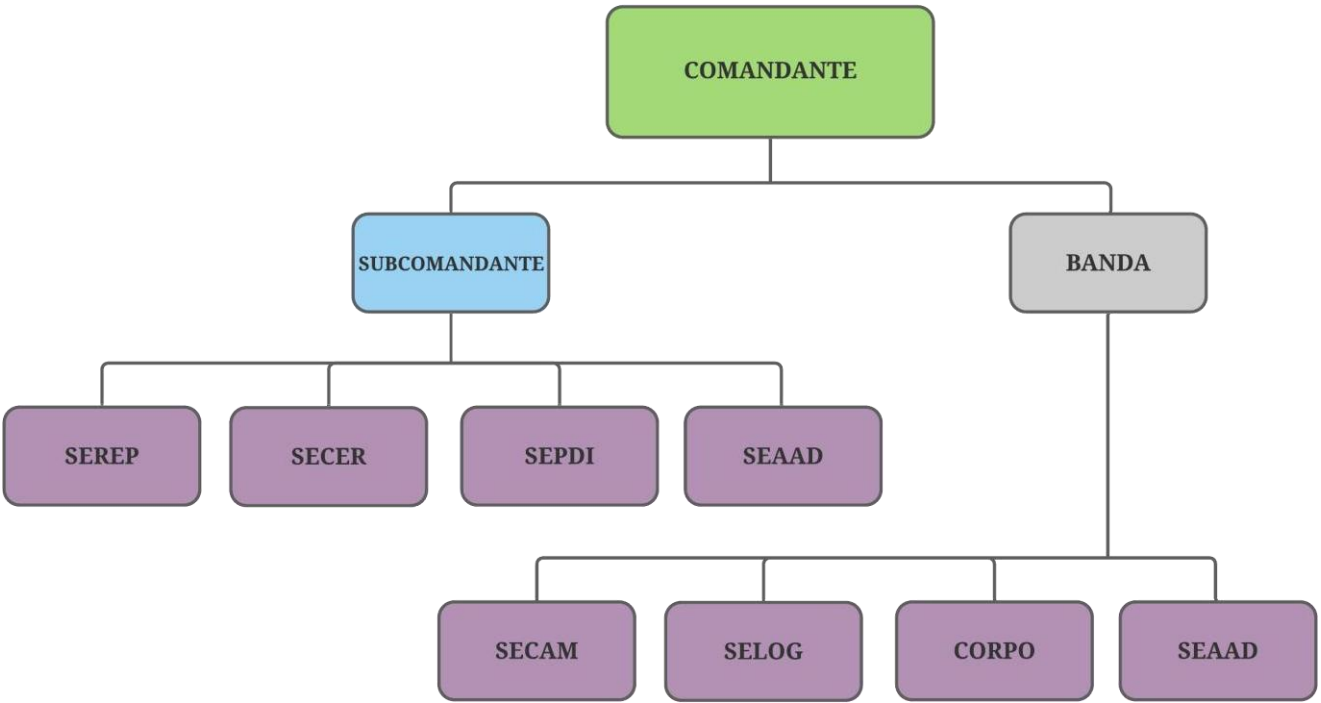 COMANDANTE
SUBCOMANDANTE
BANDA
SEREP
SECER
SEPDI
SEAAD
SECAM
SELOG
CORPO
SEAAD